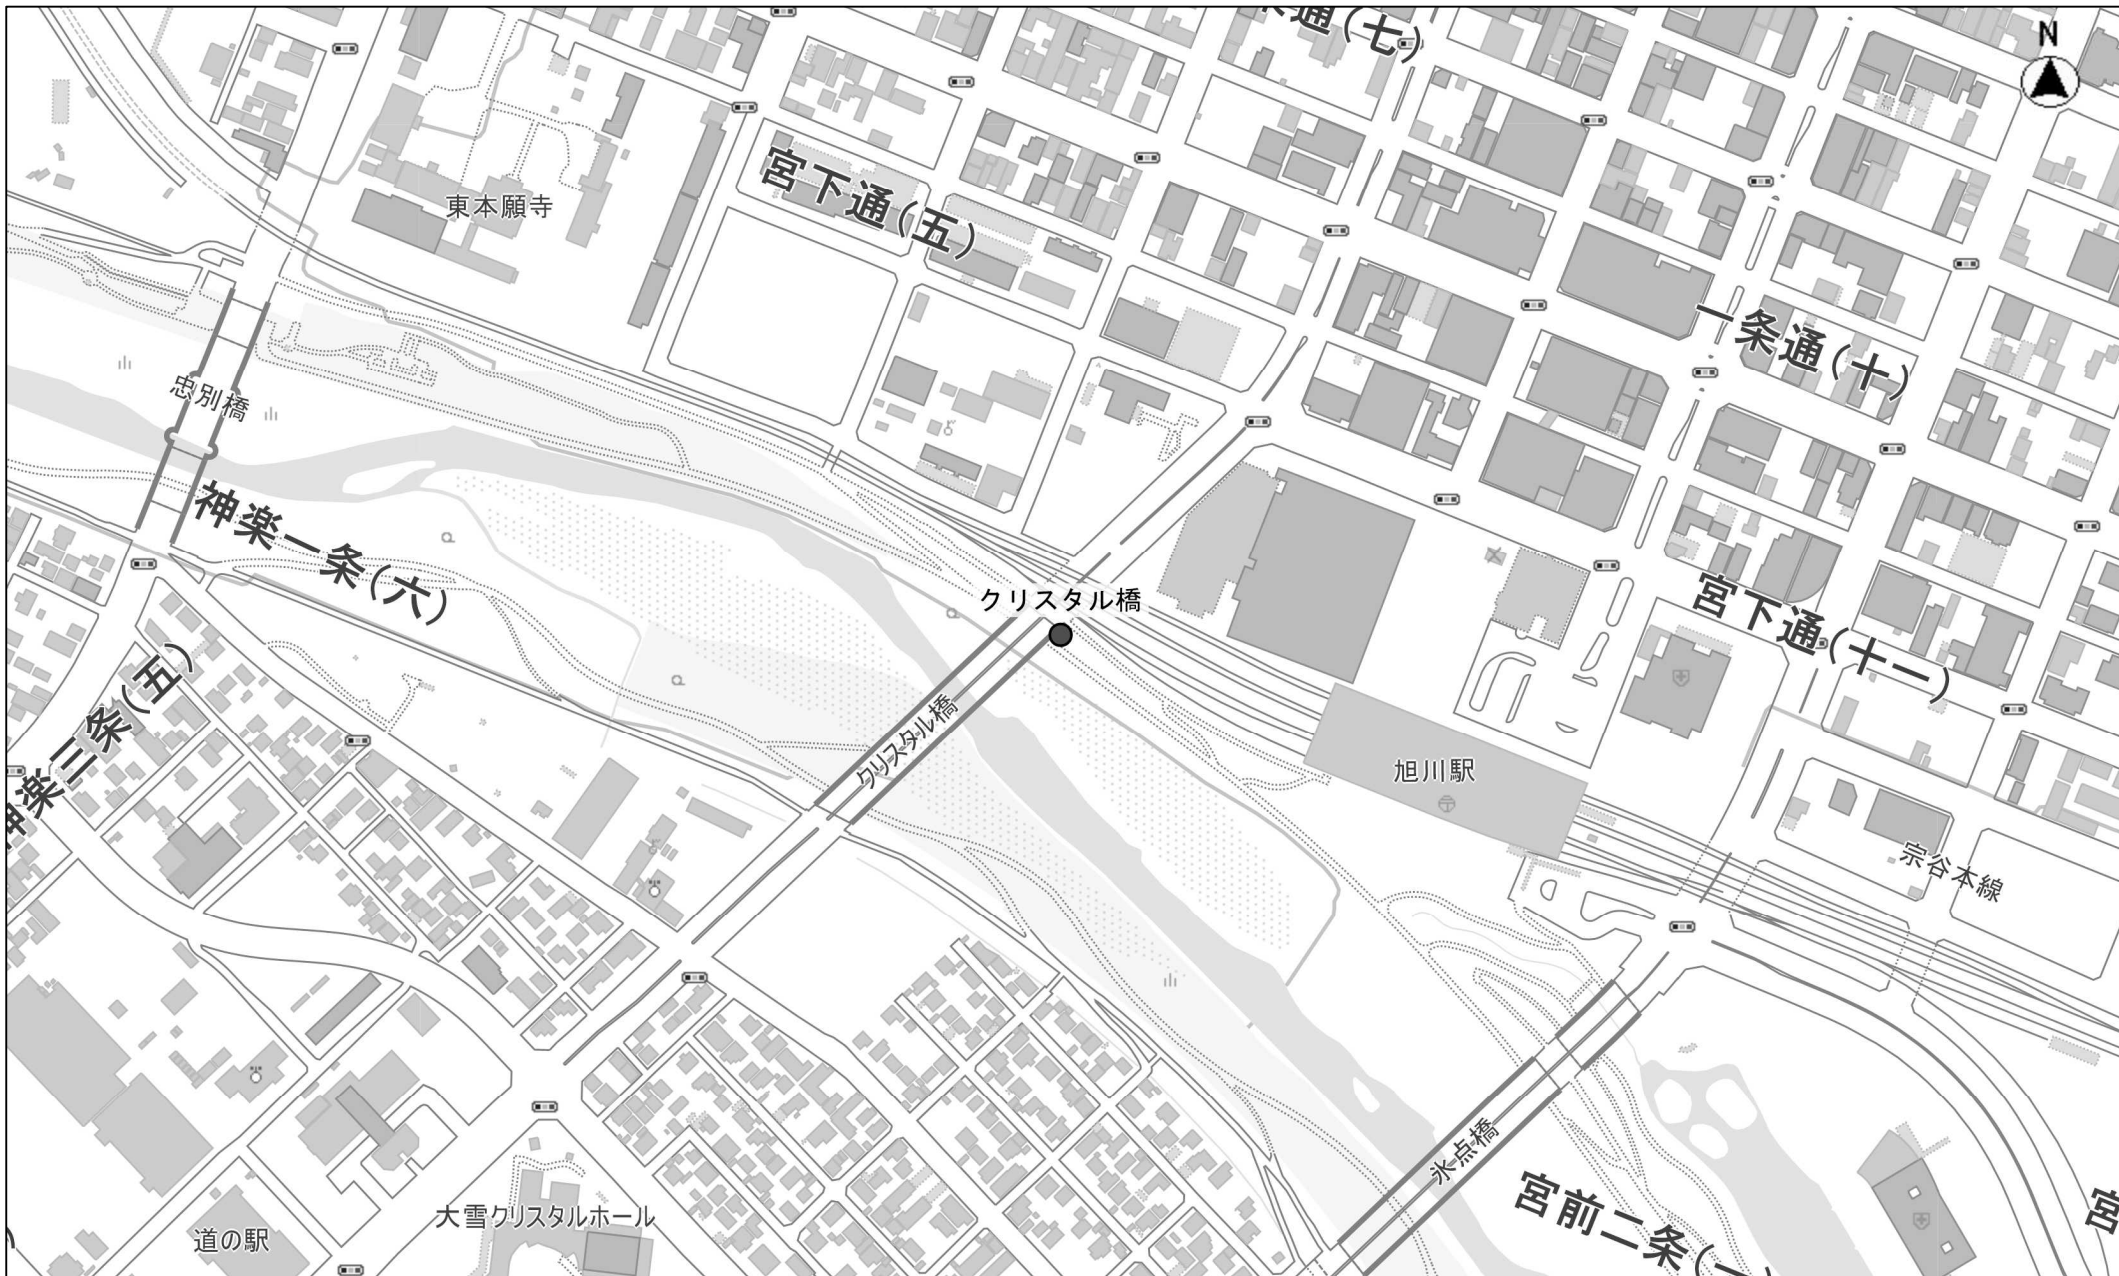 条通(七)
N
東本願寺
宮下通(五)
一条通(十)
忠別橋
神楽一条(六)
クリスタル橋
宮下通(十一)
神楽三条(五)
クリスタル橋
旭川駅
宗谷本線
氷点橋
宮前二条(一)
宮
大雪クリスタルホール
道の駅